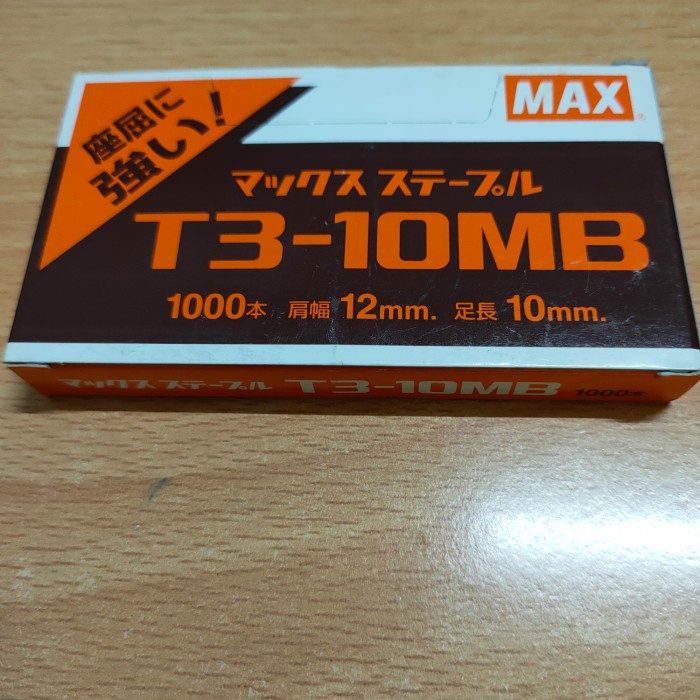 座屈に
強い!
MAX
マックス ステープル
T3-10MB
1000本 肩幅 12mm. 足長 10mm.
マックス ステープル T3-10MB 1000本